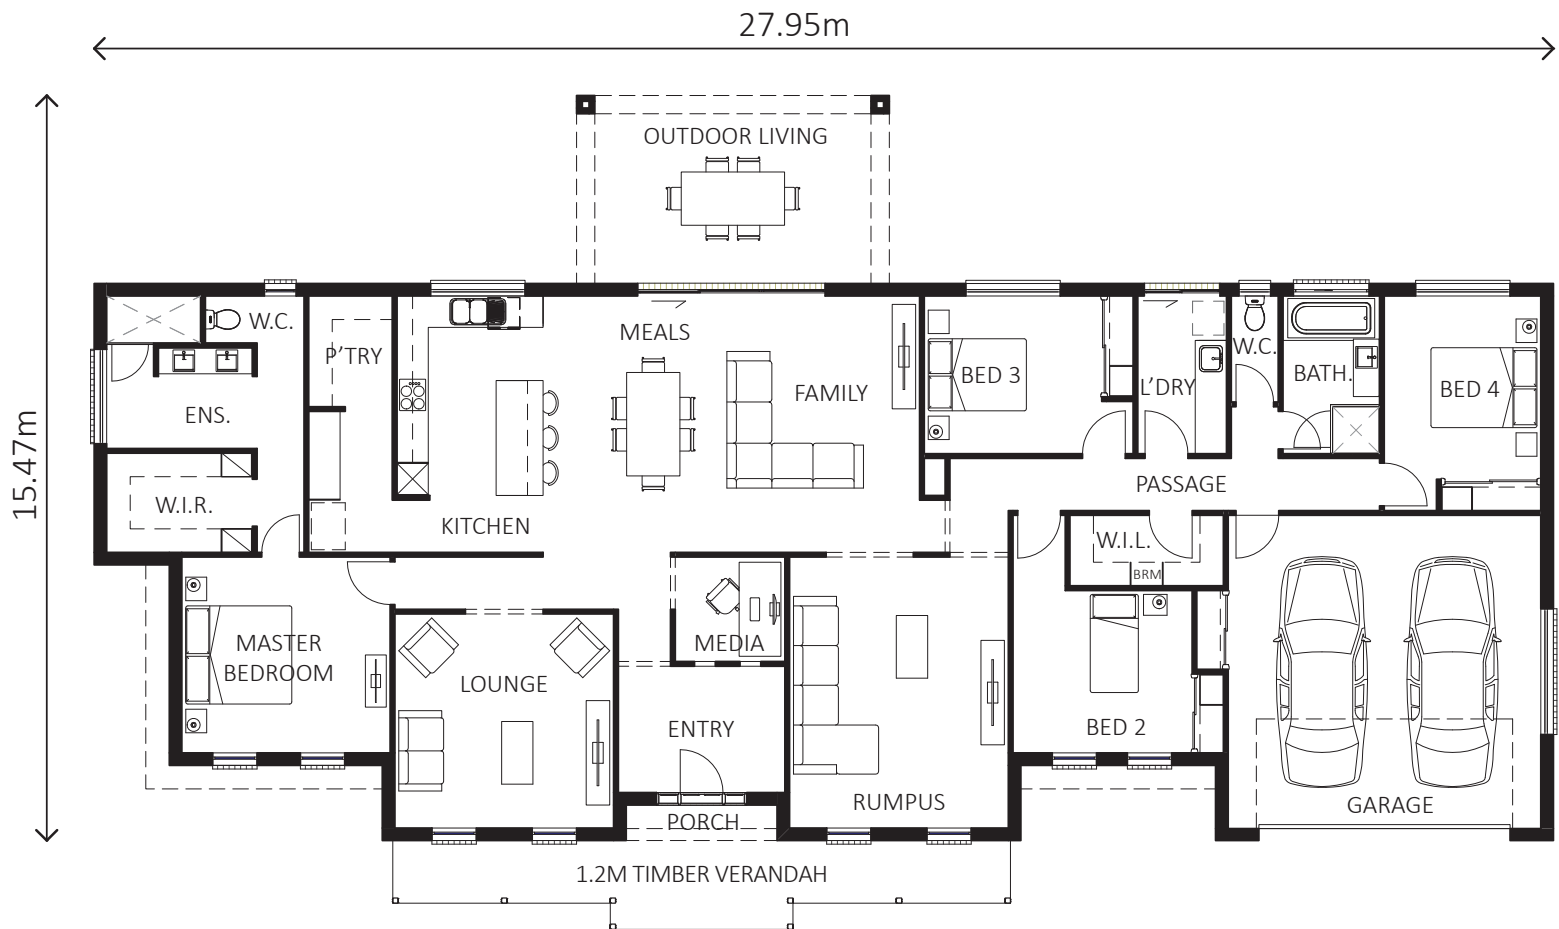 27.95m
15.47m
OUTDOOR LIVING
W.C.
P'TRY
MEALS
FAMILY
BED 3
L'DRY
W.C.
BATH.
BED 4
ENS.
W.I.R.
KITCHEN
PASSAGE
W.I.L.
BRM
MASTER
BEDROOM
LOUNGE
MEDIA
ENTRY
BED 2
RUMPUS
PORCH
GARAGE
1.2M TIMBER VERANDAH